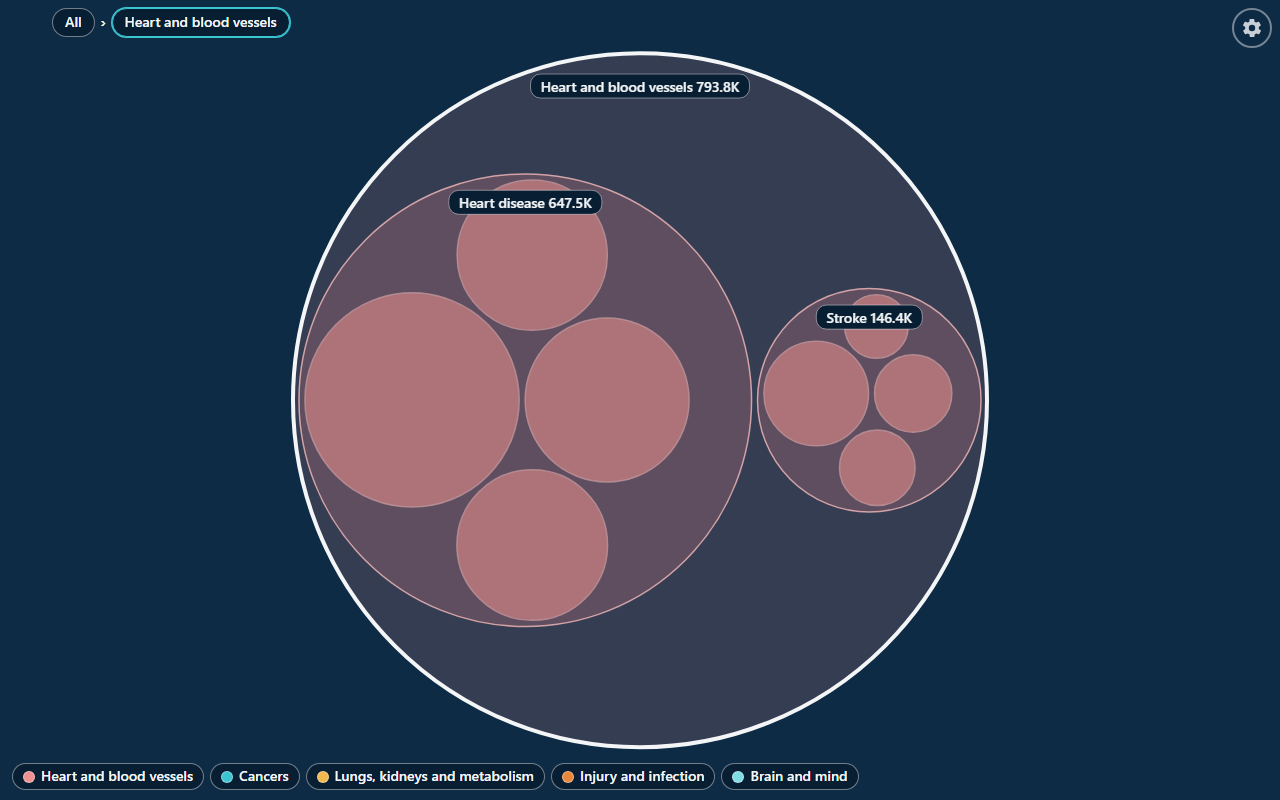 All › Heart and blood vessels
Heart and blood vessels 793.8K
Heart disease 647.5K
Stroke 146.4K
Heart and blood vessels
Cancers
Lungs, kidneys and metabolism
Injury and infection
Brain and mind